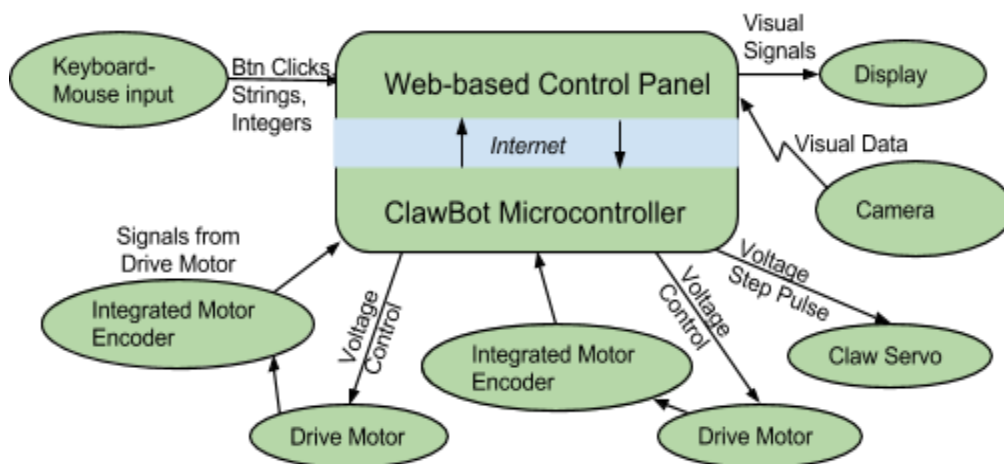 Keyboard-
Mouse input
Btn Clicks,
Strings,
Integers
Web-based Control Panel
Internet
ClawBot Microcontroller
Visual
Signals
Display
Visual Data
Camera
Signals from
Drive Motor
Integrated Motor
Encoder
Voltage
Control
Drive Motor
Integrated Motor
Encoder
Voltage
Control
Drive Motor
Voltage
Step Pulse
Claw Servo